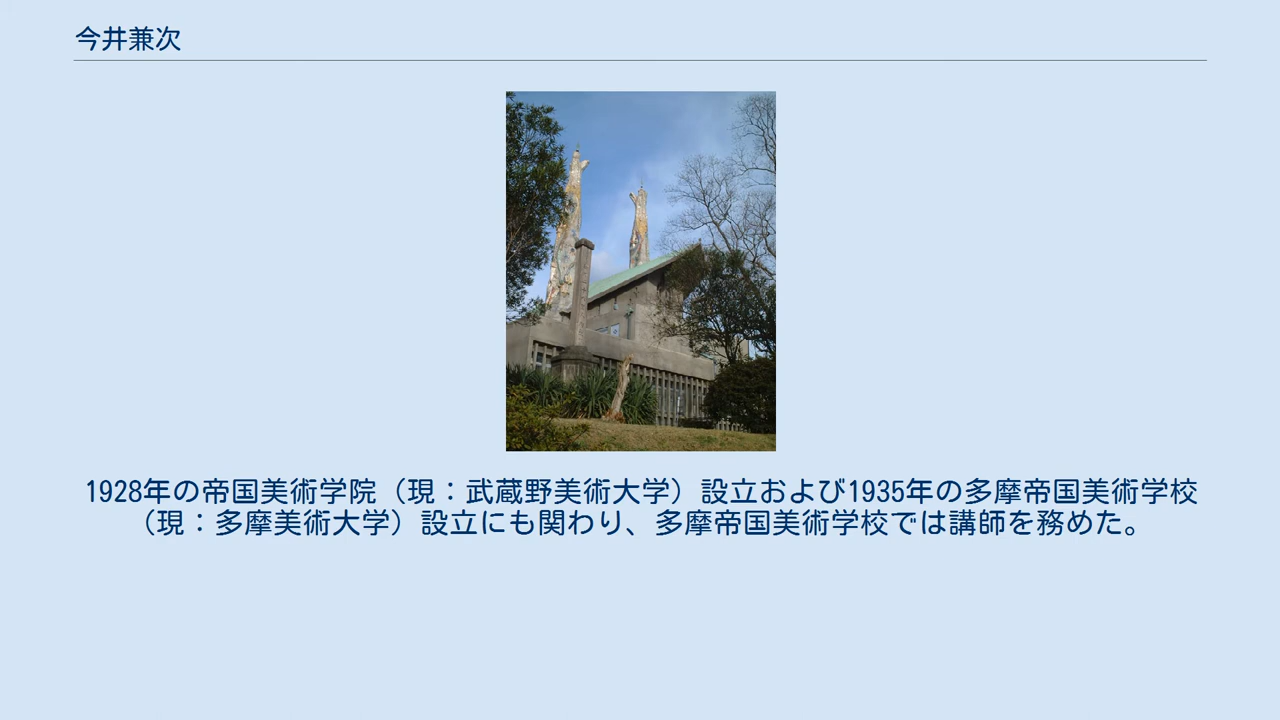 今井兼次
1928年の帝国美術学院（現：武蔵野美術大学）設立および1935年の多摩帝国美術学校
（現：多摩美術大学）設立にも関わり、多摩帝国美術学校では講師を務めた。